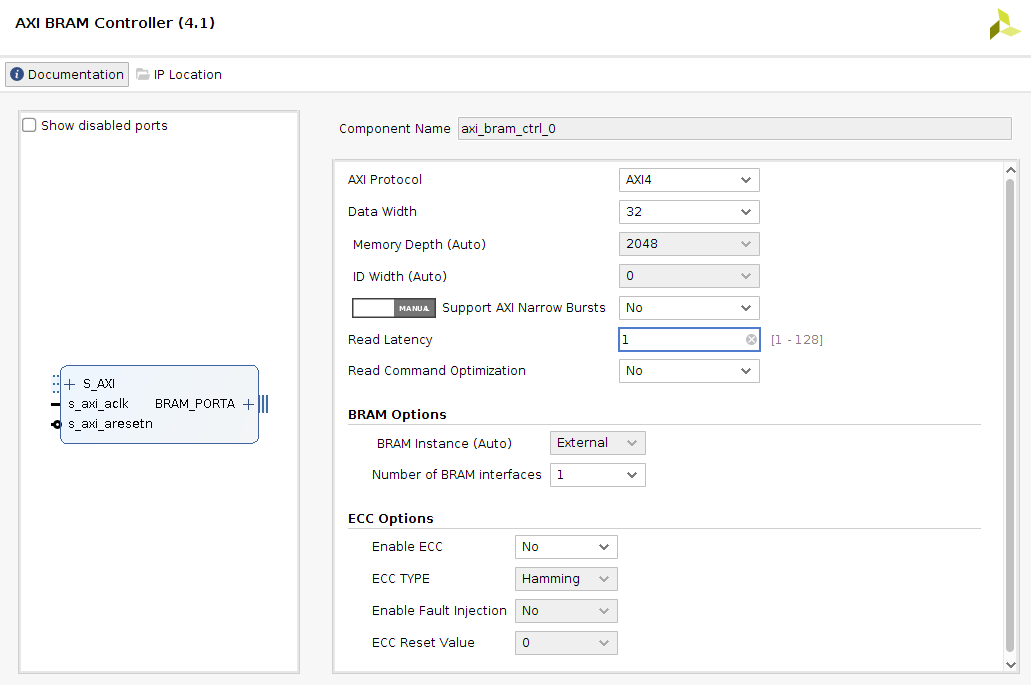 AXI BRAM Controller (4.1)
Documentation IP Location
Show disabled ports
S_AXI
s_axi_aclk BRAM_PORTA
s_axi_aresetn
Component Name axi_bram_ctrl_0
AXI Protocol AXI4
Data Width 32
Memory Depth (Auto) 2048
ID Width (Auto) 0
MANUA Support AXI Narrow Bursts No
Read Latency 1 [1 - 128]
Read Command Optimization No
BRAM Options
BRAM Instance (Auto) External
Number of BRAM interfaces 1
ECC Options
Enable ECC No
ECC TYPE Hamming
Enable Fault Injection No
ECC Reset Value 0